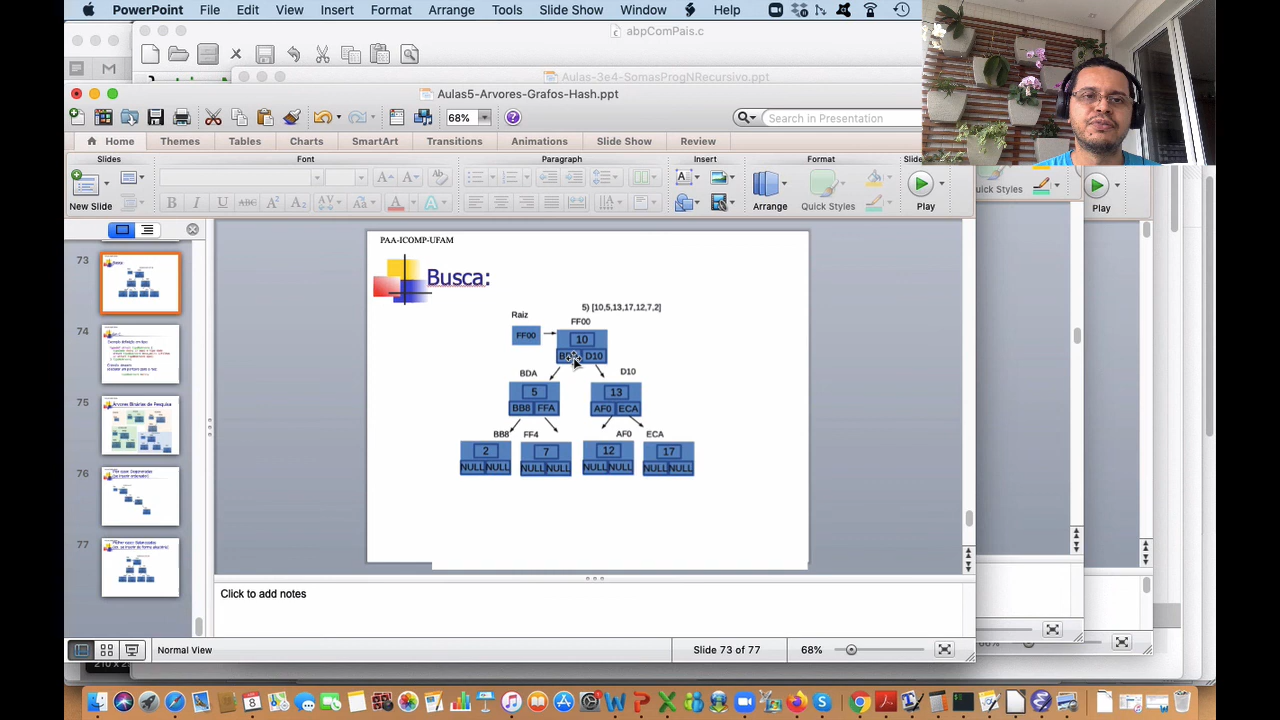 PowerPoint File Edit View Insert Format Arrange Tools Slide Show Window Help
abpComPais.c
Aulas-3e4-SomasProgNRecursivo.ppt
Aulas5-Arvores-Grafos-Hash.ppt
68%
Search in Presentation
Home Themes Tables Charts SmartArt Transitions Animations Slide Show Review
Slides Font Paragraph Insert Format
New Slide
Arrange Quick Styles Play
Quick Styles Play
73
74
75
Árvores Binárias de Pesquisa
76
77
PAA-ICOMP-UFAM
Busca:
5) [10,5,13,17,12,7,2]
Raiz FF00
FF00 10
D10
BDA D10
5 13
BB8 FFA AF0 ECA
BB8 FF4 AF0 ECA
2 7 12 17
NULL NULL NULL NULL NULL NULL NULL NULL
Click to add notes
Normal View Slide 73 of 77 68%